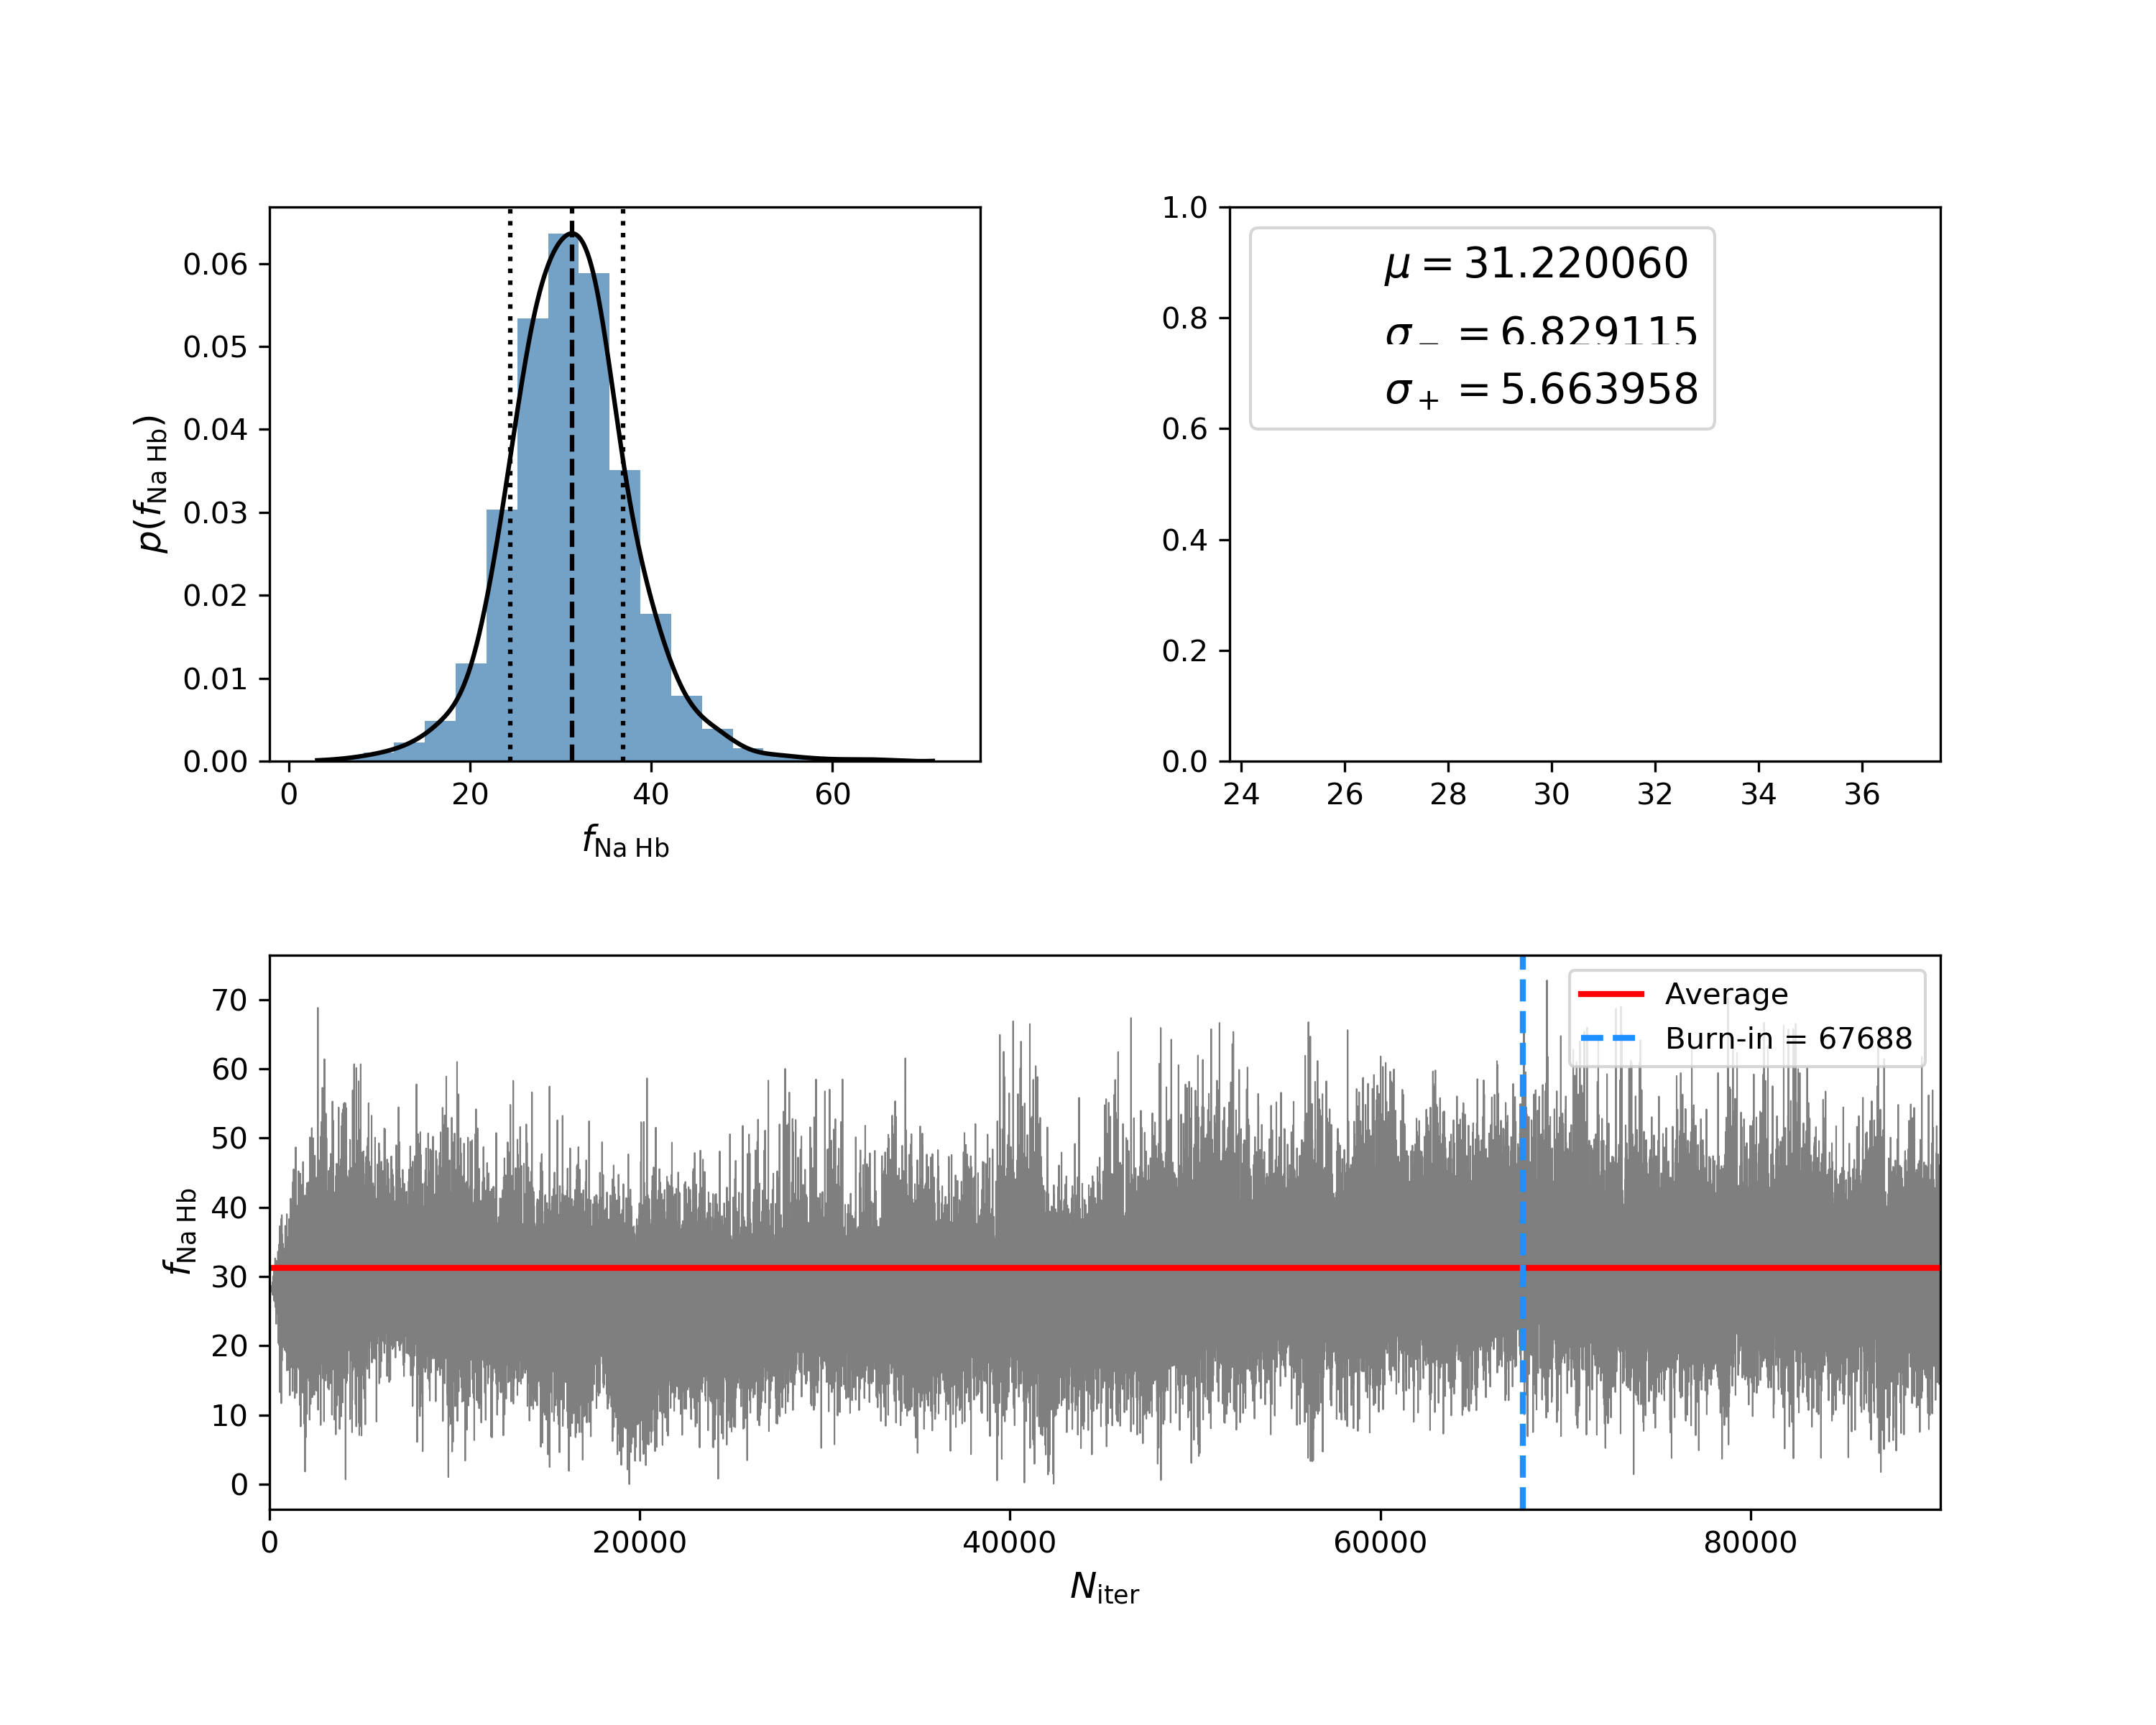 0.06
0.05
0.04
0.03
0.02
0.01
0.00
p(f_Na Hb)
0 20 40 60
f_Na Hb
1.0
0.8
0.6
0.4
0.2
0.0
μ = 31.220060
σ_− = 6.829115
σ_+ = 5.663958
24 26 28 30 32 34 36
70
60
50
40
30
20
10
0
f_Na Hb
Average
Burn-in = 67688
0 20000 40000 60000 80000
N_iter